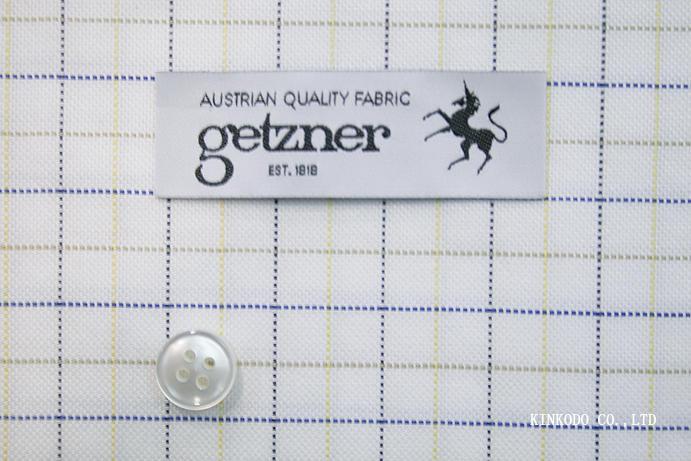 AUSTRIAN QUALITY FABRIC
getzner
EST. 1818
KINKODO CO.,LTD